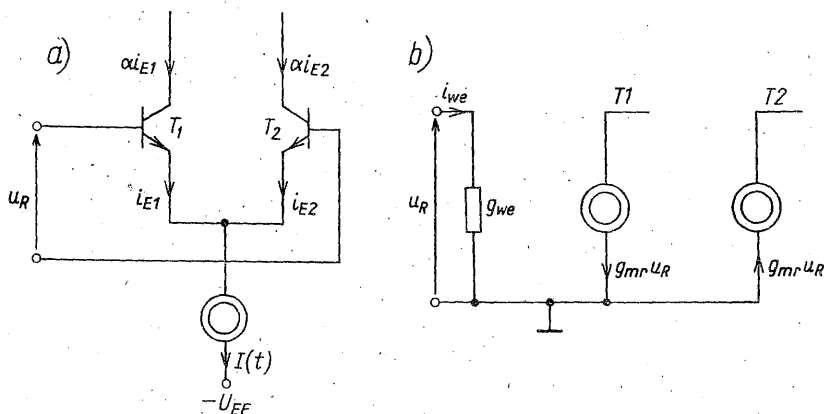 a)
αi_E1
αi_E2
T_1
T_2
u_R
i_E1
i_E2
I(t)
-U_EE
b)
i_we
T1
T2
u_R
g_we
g_mr u_R
g_mr u_R